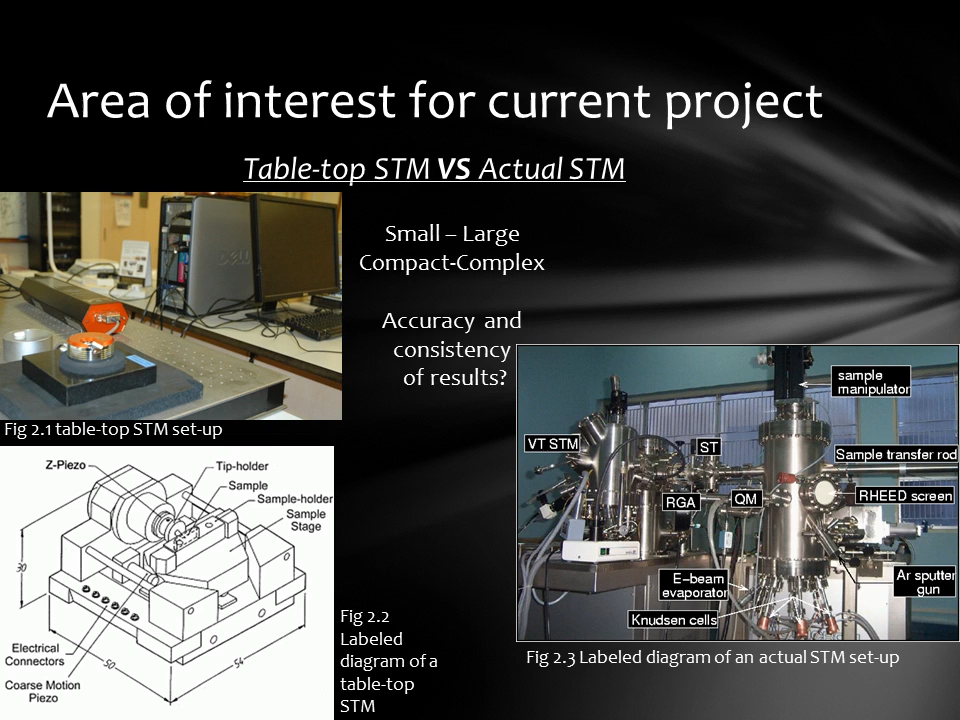 Area of interest for current project
Table-top STM VS Actual STM
Small – Large
Compact-Complex
Accuracy and
consistency
of results?
DELL
Fig 2.1 table-top STM set-up
Z-Piezo
Tip-holder
Sample
Sample-holder
Sample
Stage
30
50
54
Electrical
Connectors
Coarse Motion
Piezo
Fig 2.2
Labeled
diagram of a
table-top
STM
sample
manipulator
VT STM
ST
Sample transfer rod
RGA
QM
RHEED screen
E-beam
evaporator
Ar sputter
gun
Knudsen cells
Fig 2.3 Labeled diagram of an actual STM set-up